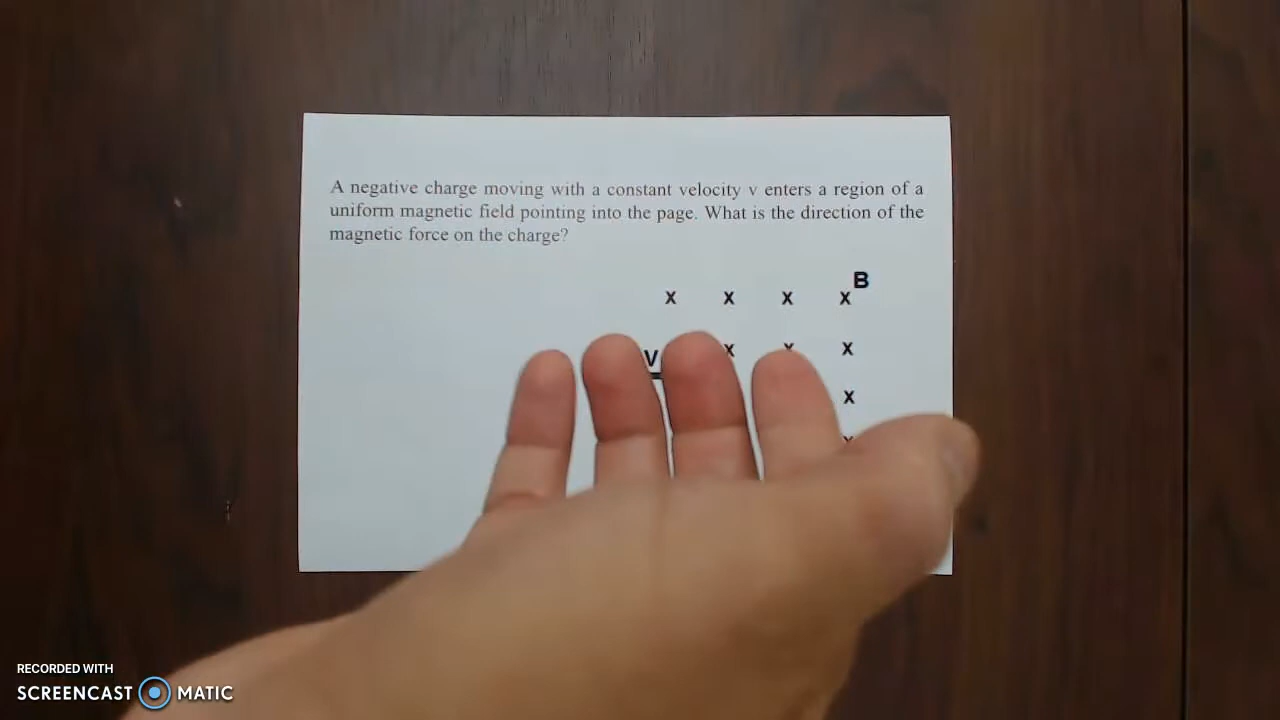 A negative charge moving with a constant velocity v enters a region of a
uniform magnetic field pointing into the page. What is the direction of the
magnetic force on the charge?
B
X X X X
V X X X
X
X
RECORDED WITH
SCREENCAST MATIC